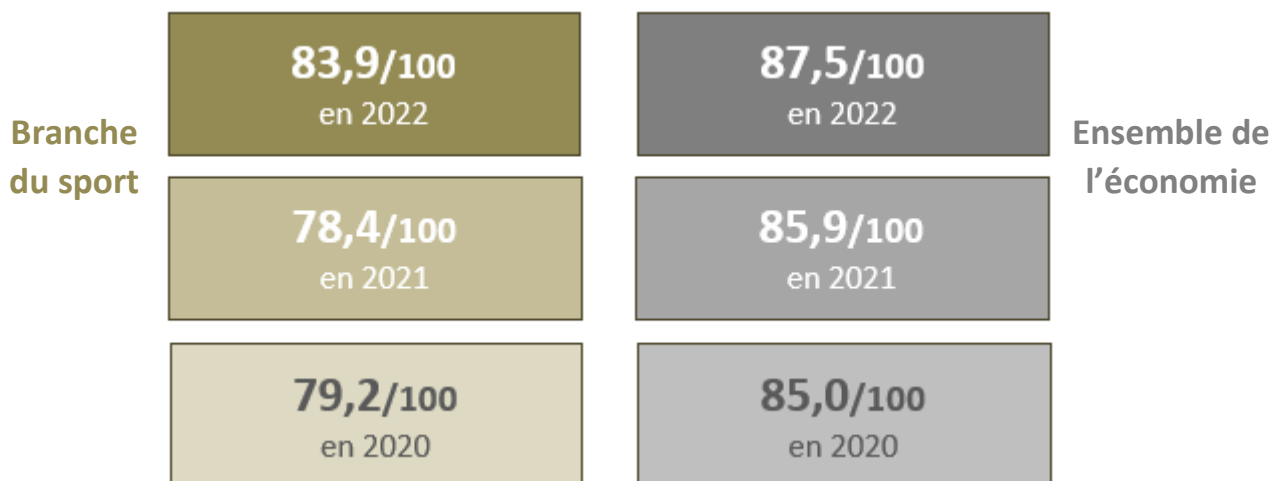 Branche
du sport
83,9/100
en 2022
87,5/100
en 2022
Ensemble de
l’économie
78,4/100
en 2021
85,9/100
en 2021
79,2/100
en 2020
85,0/100
en 2020